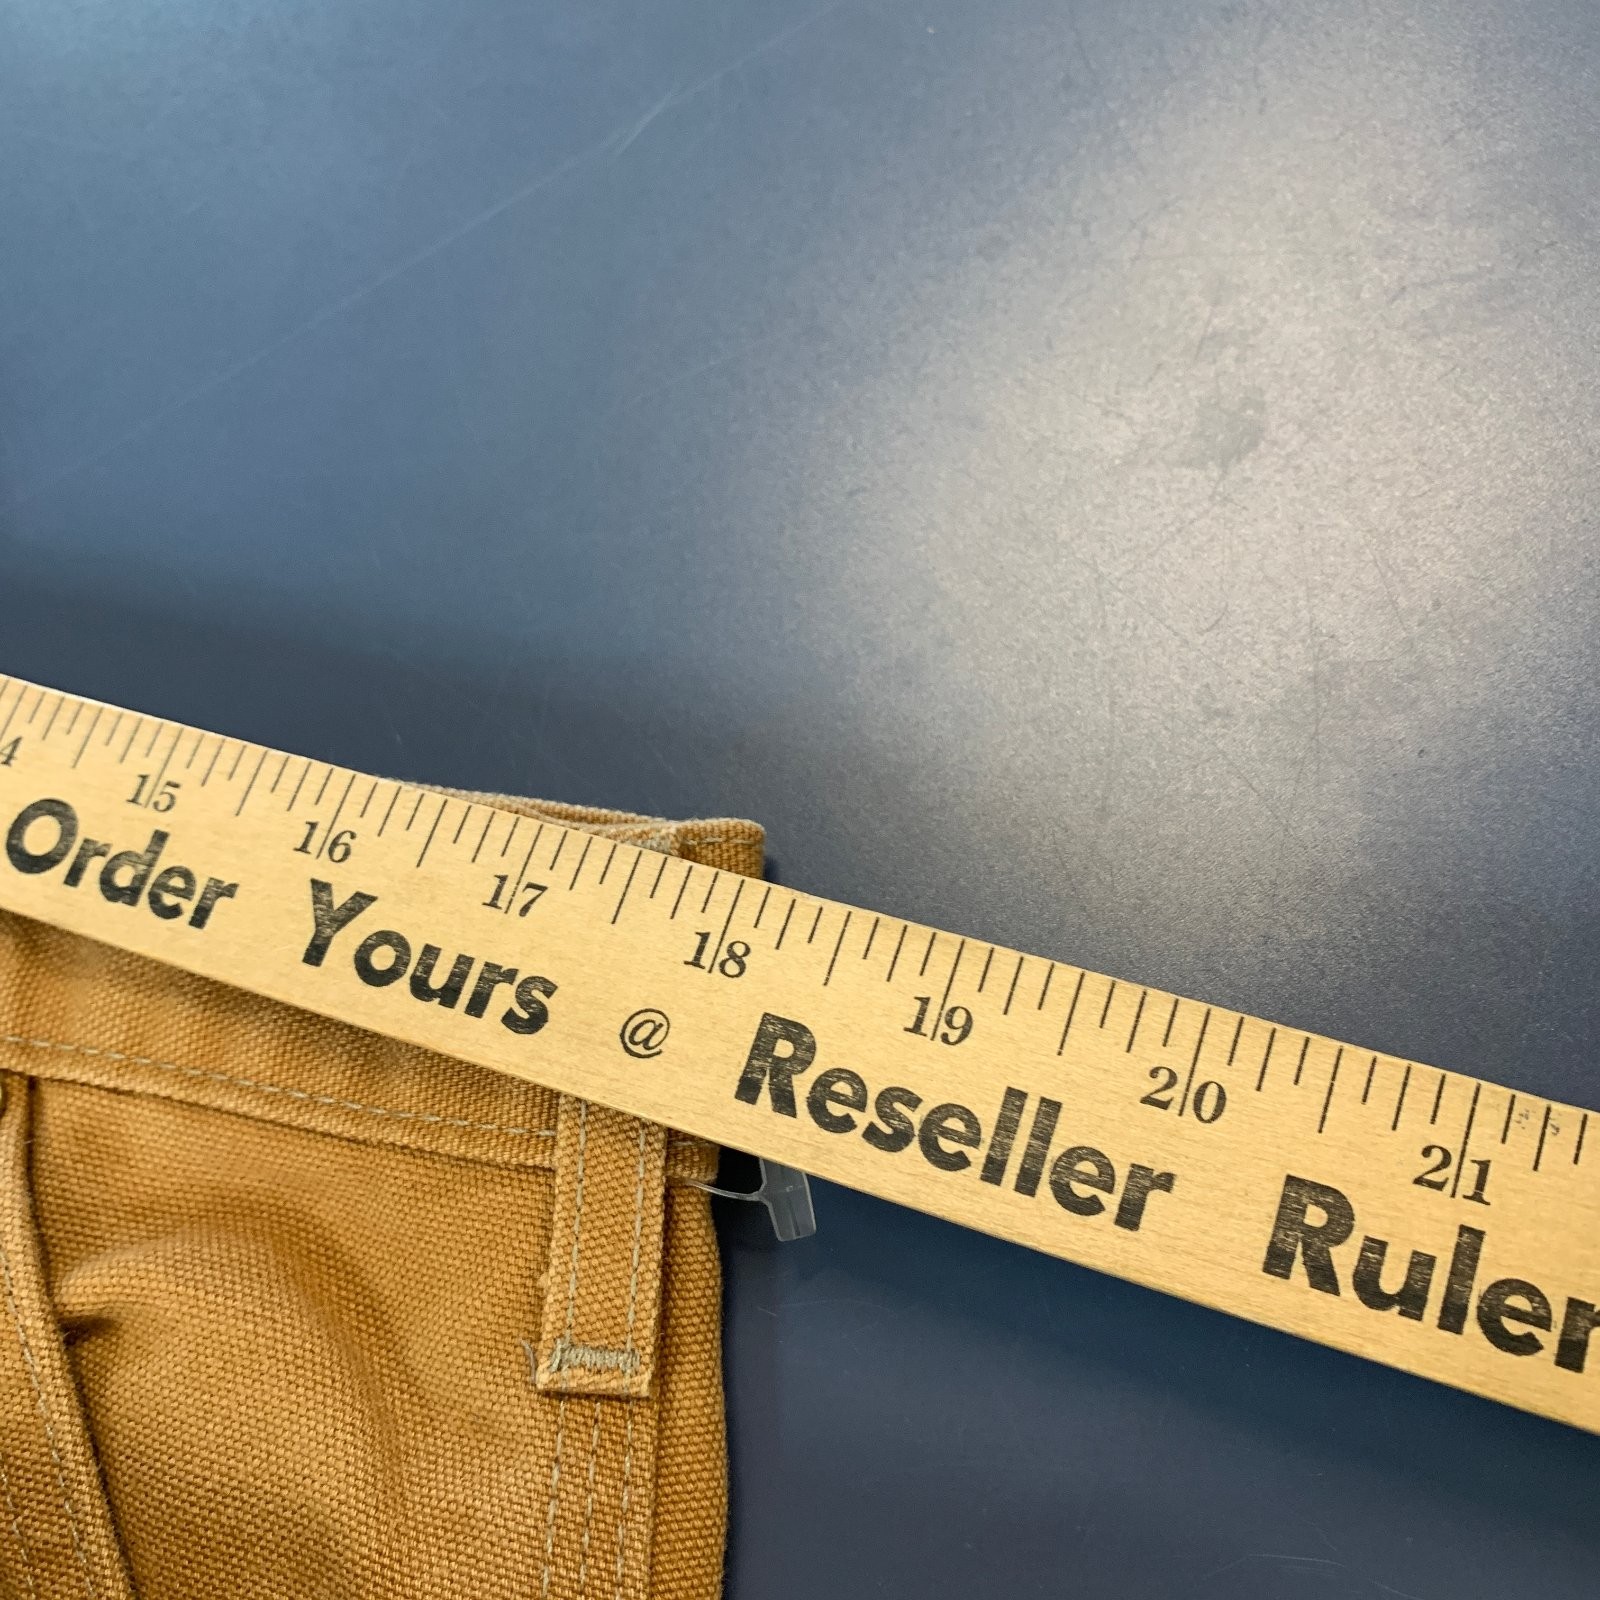 4 15 16 17 18 19 20 21
Order Yours @ Reseller Ruler